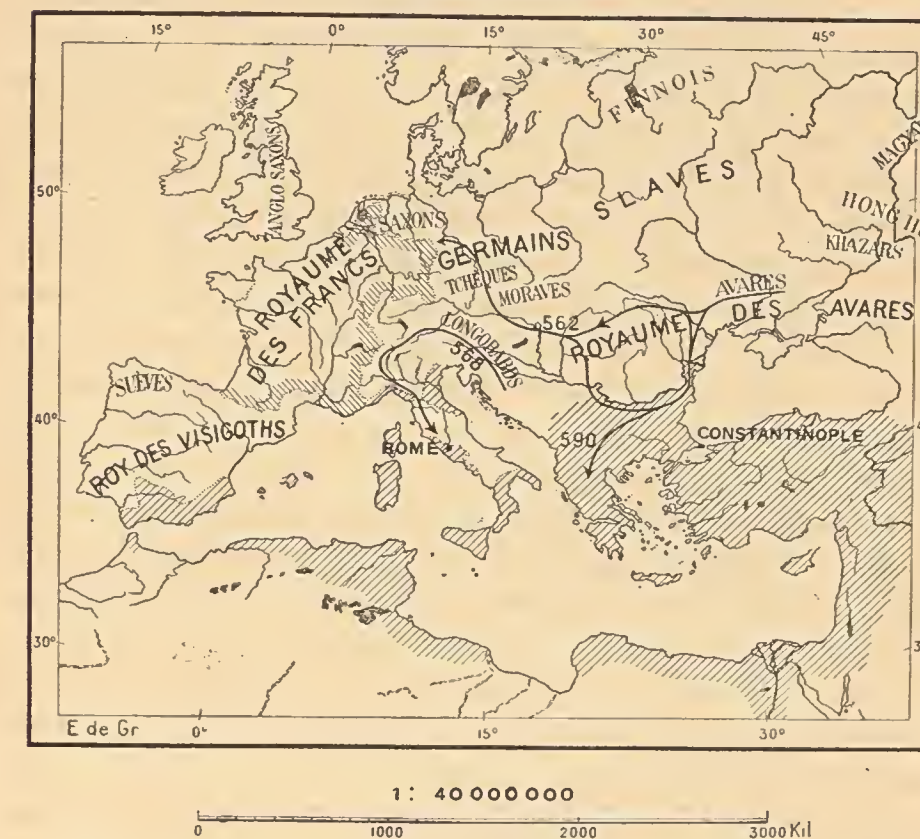 15° 0° 15° 30° 45°
FINNOIS
ANGLO SAXONS
SLAVES
50°
KHAZARS
SAXONS
GERMAINS
TCHÈQUES
MORAVES
ROYAUME
DES FRANCS
AVARES
DES
AVARES
562
ROYAUME
LONGOBARDS
568
SUÈVES
40°
ROY DES VISIGOTHS
ROME
590
CONSTANTINOPLE
30°
E de Gr
0° 15° 30°
1: 40 000 000
0 1000 2000 3000 Kil